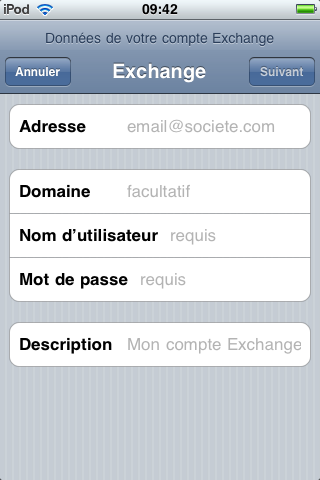 iPod 09:42
Données de votre compte Exchange
Annuler Exchange Suivant
Adresse email@societe.com
Domaine facultatif
Nom d'utilisateur requis
Mot de passe requis
Description Mon compte Exchange